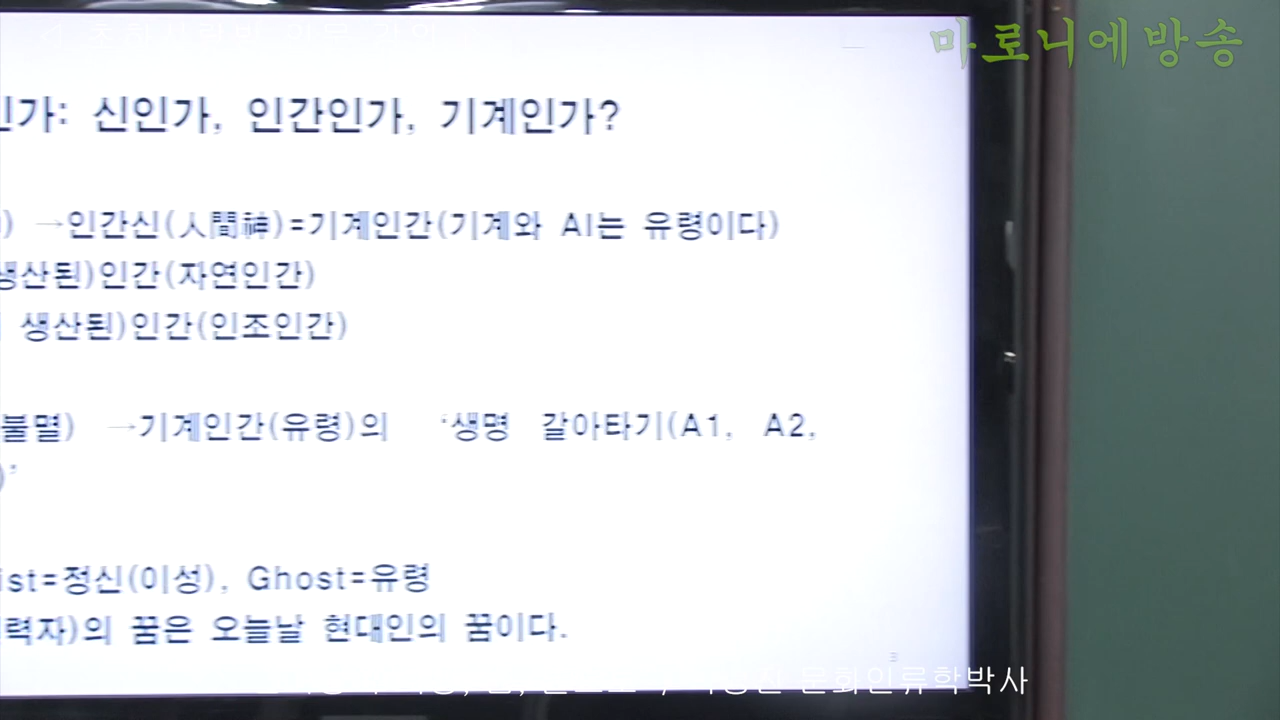 마로니에방송
인가: 신인가, 인간인가, 기계인가?
) →인간신(人間神)=기계인간(기계와 AI는 유령이다)
생산된)인간(자연인간)
생산된)인간(인조인간)
불멸) →기계인간(유령)의 ‘생명 갈아타기(A1, A2,
)’
ist=정신(이성), Ghost=유령
력자)의 꿈은 오늘날 현대인의 꿈이다.
문화인류학박사